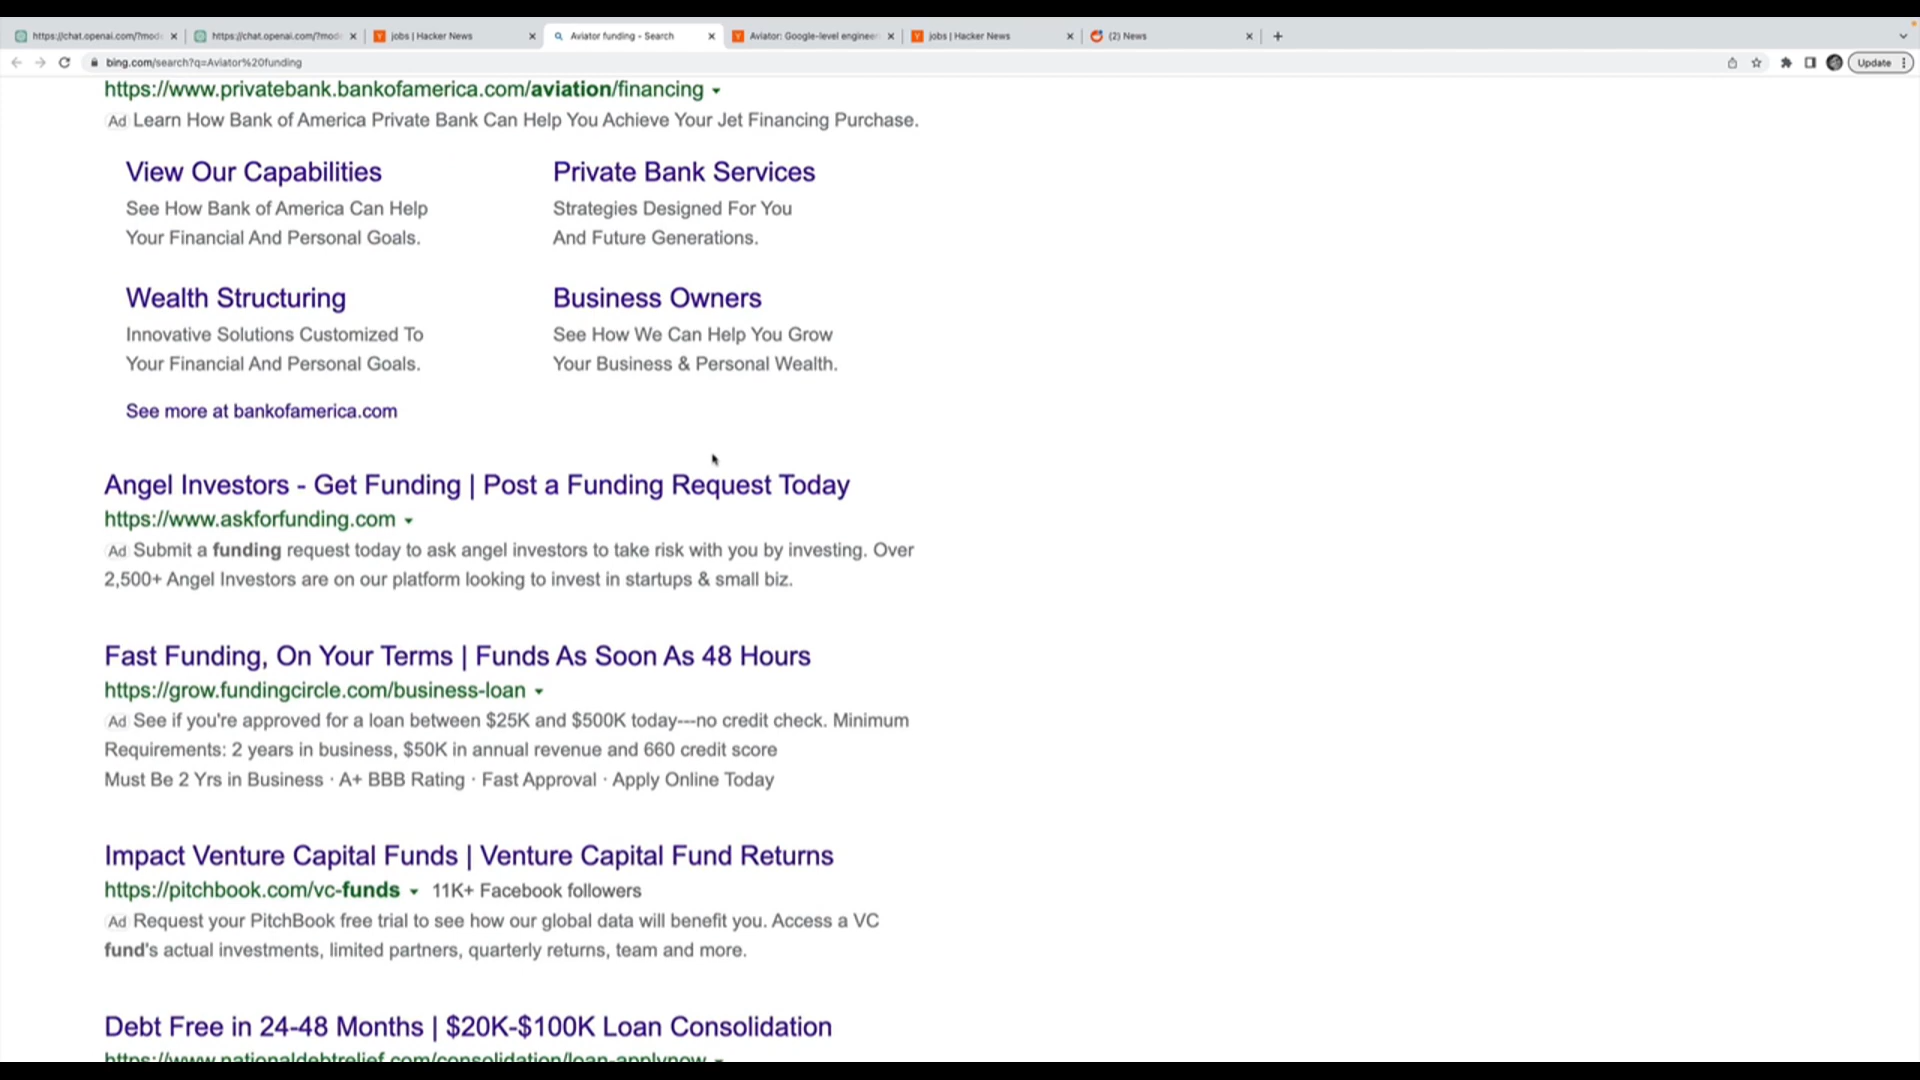 https://chat.openai.com/?mod
https://chat.openai.com/?mod
jobs | Hacker News
Aviator funding - Search
Aviator: Google-level engineer
jobs | Hacker News
(2) News
bing.com/search?q=Aviator%20funding
Update
https://www.privatebank.bankofamerica.com/aviation/financing
Ad Learn How Bank of America Private Bank Can Help You Achieve Your Jet Financing Purchase.
View Our Capabilities
See How Bank of America Can Help
Your Financial And Personal Goals.
Private Bank Services
Strategies Designed For You
And Future Generations.
Wealth Structuring
Innovative Solutions Customized To
Your Financial And Personal Goals.
Business Owners
See How We Can Help You Grow
Your Business & Personal Wealth.
See more at bankofamerica.com
Angel Investors - Get Funding | Post a Funding Request Today
https://www.askforfunding.com
Ad Submit a funding request today to ask angel investors to take risk with you by investing. Over
2,500+ Angel Investors are on our platform looking to invest in startups & small biz.
Fast Funding, On Your Terms | Funds As Soon As 48 Hours
https://grow.fundingcircle.com/business-loan
Ad See if you're approved for a loan between $25K and $500K today---no credit check. Minimum
Requirements: 2 years in business, $50K in annual revenue and 660 credit score
Must Be 2 Yrs in Business · A+ BBB Rating · Fast Approval · Apply Online Today
Impact Venture Capital Funds | Venture Capital Fund Returns
https://pitchbook.com/vc-funds 11K+ Facebook followers
Ad Request your PitchBook free trial to see how our global data will benefit you. Access a VC
fund's actual investments, limited partners, quarterly returns, team and more.
Debt Free in 24-48 Months | $20K-$100K Loan Consolidation
https://www.nationaldebtrelief.com/consolidation/loan-applynow